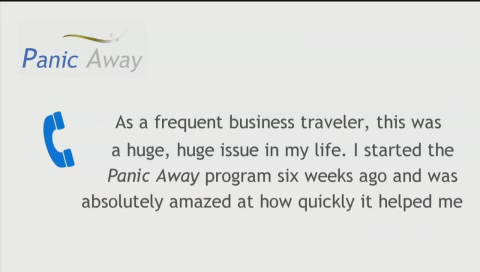 Panic Away
As a frequent business traveler, this was
a huge, huge issue in my life. I started the
Panic Away program six weeks ago and was
absolutely amazed at how quickly it helped me